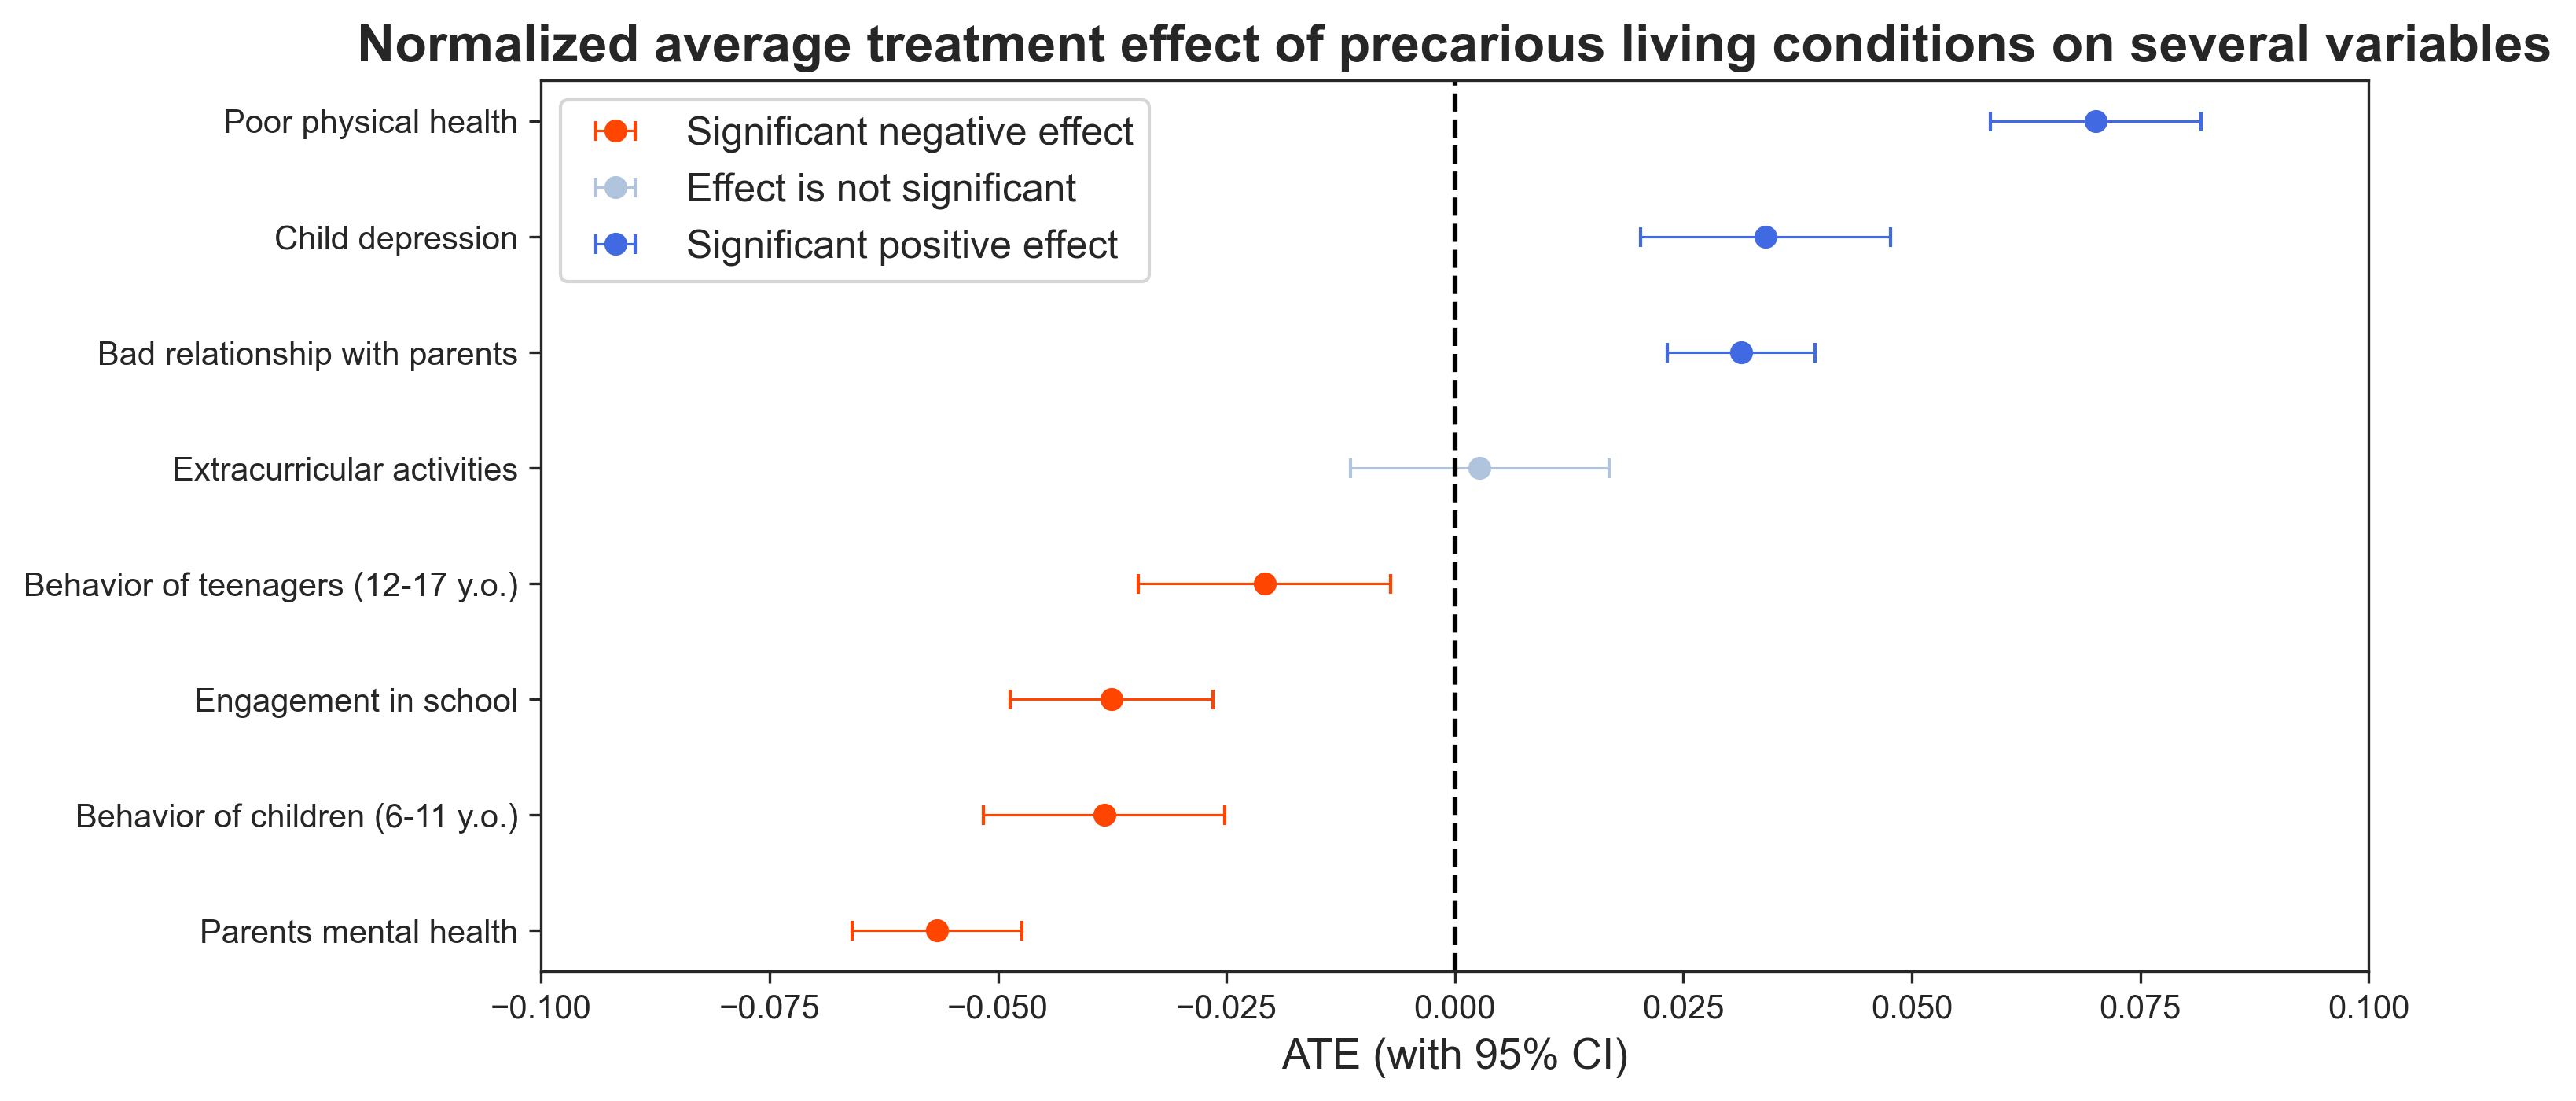 Normalized average treatment effect of precarious living conditions on several variables
Significant negative effect
Effect is not significant
Significant positive effect
Poor physical health
Child depression
Bad relationship with parents
Extracurricular activities
Behavior of teenagers (12-17 y.o.)
Engagement in school
Behavior of children (6-11 y.o.)
Parents mental health
−0.100 −0.075 −0.050 −0.025 0.000 0.025 0.050 0.075 0.100
ATE (with 95% CI)